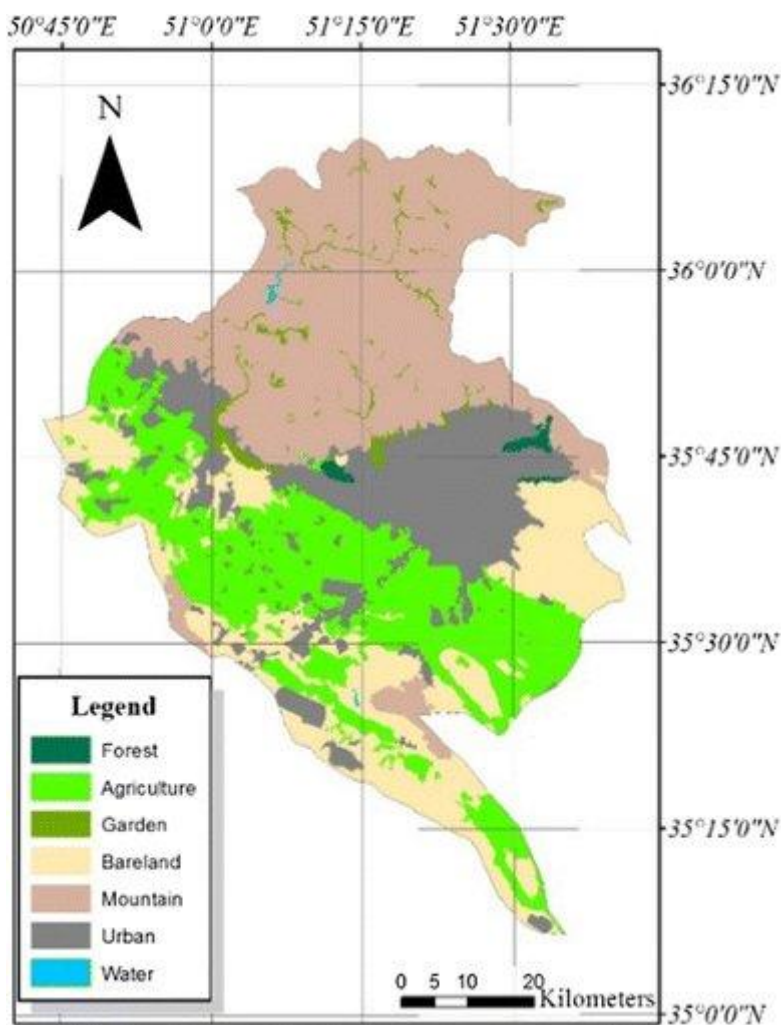 50°45'0"E 51°0'0"E 51°15'0"E 51°30'0"E
36°15'0"N
N
36°0'0"N
35°45'0"N
35°30'0"N
Legend
Forest
Agriculture
Garden
35°15'0"N
Bareland
Mountain
Urban
Water
0 5 10 20
Kilometers
35°0'0"N